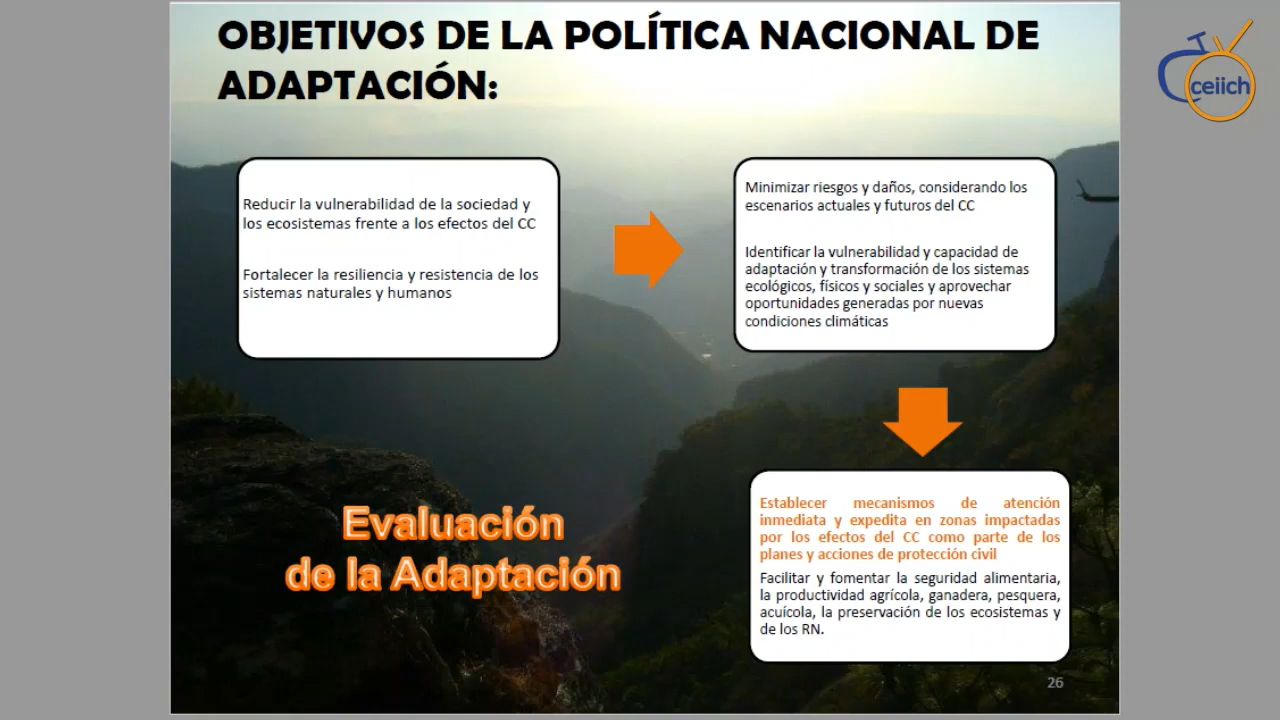 OBJETIVOS DE LA POLÍTICA NACIONAL DE
ADAPTACIÓN:
ceiich
Reducir la vulnerabilidad de la sociedad y
los ecosistemas frente a los efectos del CC
Fortalecer la resiliencia y resistencia de los
sistemas naturales y humanos
Minimizar riesgos y daños, considerando los
escenarios actuales y futuros del CC
Identificar la vulnerabilidad y capacidad de
adaptación y transformación de los sistemas
ecológicos, físicos y sociales y aprovechar
oportunidades generadas por nuevas
condiciones climáticas
Establecer mecanismos de atención
inmediata y expedita en zonas impactadas
por los efectos del CC como parte de los
planes y acciones de protección civil
Facilitar y fomentar la seguridad alimentaria,
la productividad agrícola, ganadera, pesquera,
acuícola, la preservación de los ecosistemas y
de los RN.
Evaluación
de la Adaptación
26